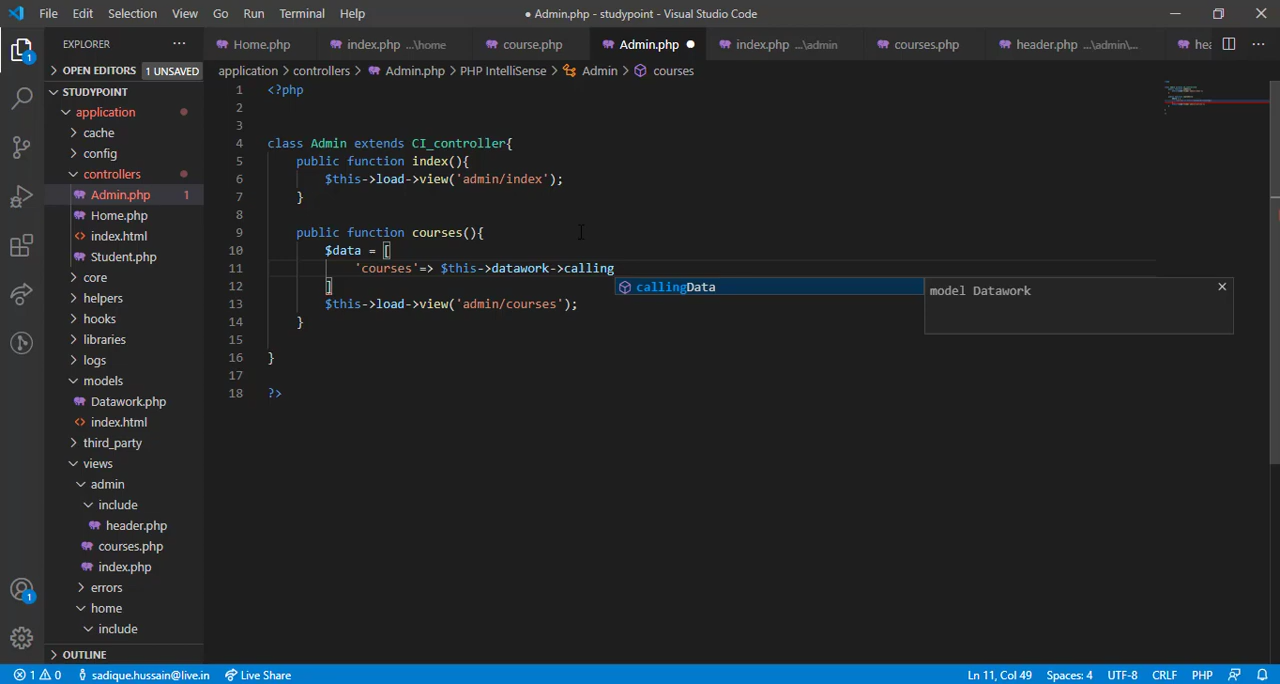 File Edit Selection View Go Run Terminal Help
● Admin.php - studypoint - Visual Studio Code
EXPLORER
Home.php index.php ...\home course.php Admin.php ● index.php ...\admin courses.php header.php ...\admin\... hea
OPEN EDITORS 1 UNSAVED
application > controllers > Admin.php > PHP IntelliSense > Admin > courses
STUDYPOINT
application
cache
config
controllers
Admin.php 1
Home.php
index.html
Student.php
core
helpers
hooks
libraries
logs
models
Datawork.php
index.html
third_party
views
admin
include
header.php
courses.php
index.php
errors
home
include
OUTLINE
1 <?php
2
3
4 class Admin extends CI_controller{
5 public function index(){
6 $this->load->view('admin/index');
7 }
8
9 public function courses(){
10 $data = [
11 'courses'=> $this->datawork->calling
12 ]
13 $this->load->view('admin/courses');
14 }
15
16 }
17
18 ?>
callingData
model Datawork
1
1
1 0 sadique.hussain@live.in Live Share
Ln 11, Col 49 Spaces: 4 UTF-8 CRLF PHP